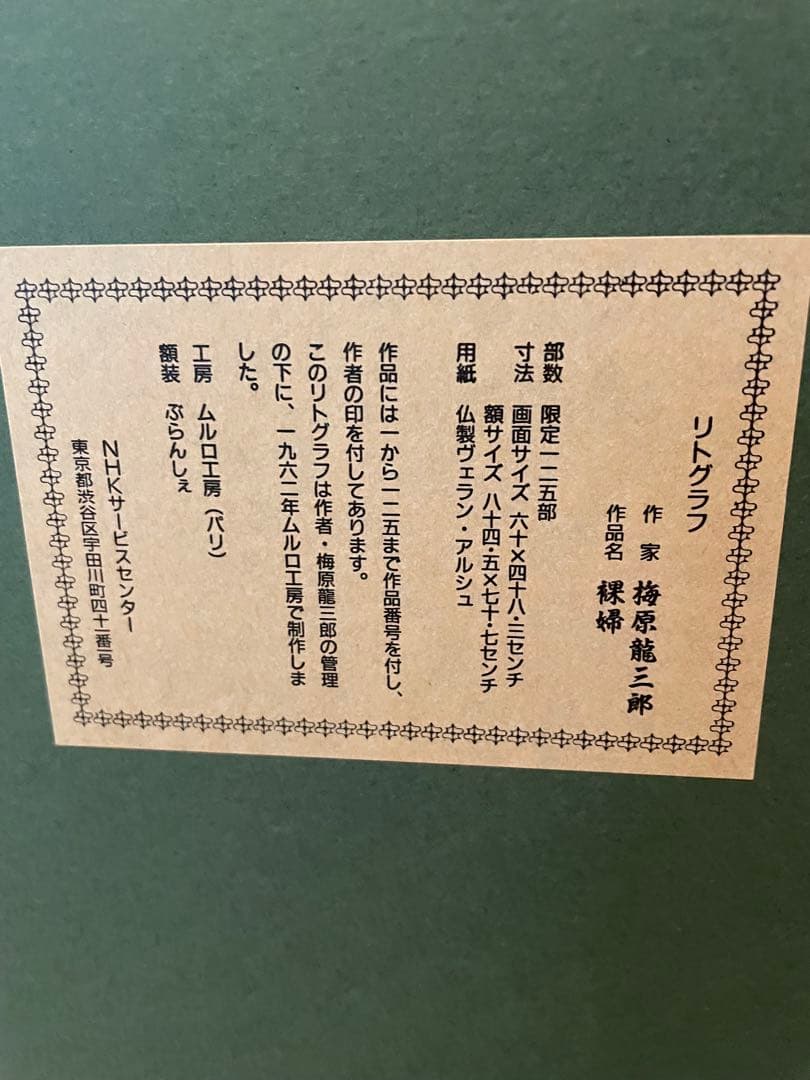 リトグラフ
作家 梅原龍三郎
作品名 裸婦
部数 限定一二五部
寸法 画面サイズ 六十×四十八・三センチ
額サイズ 八十四・五×七十・七センチ
用紙 仏製ヴェラン・アルシュ
作品には一から一二五まで作品番号を付し、
作者の印を付してあります。
このリトグラフは作者・梅原龍三郎の管理
の下に、一九六二年ムルロ工房で制作しま
した。
工房 ムルロ工房（パリ）
額装 ぶらんしぇ
NHKサービスセンター
東京都渋谷区宇田川町四十一番一号